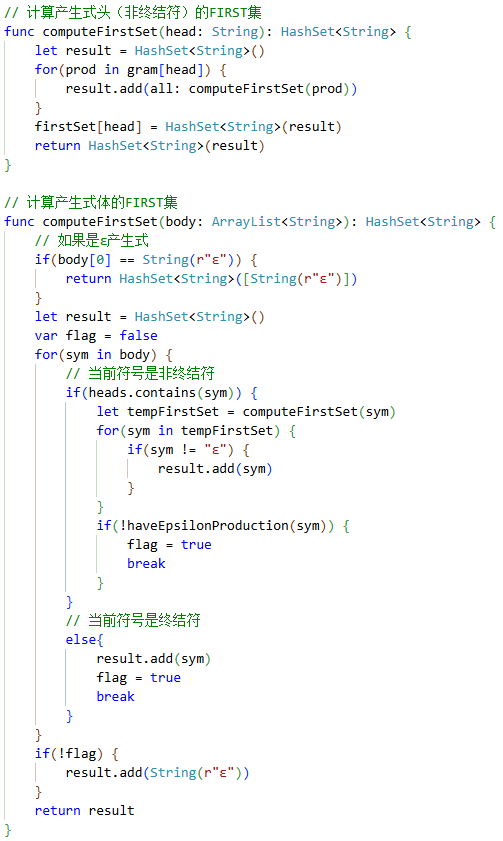 // 计算产生式头（非终结符）的FIRST集
func computeFirstSet(head: String): HashSet<String> {
    let result = HashSet<String>()
    for(prod in gram[head]) {
        result.add(all: computeFirstSet(prod))
    }
    firstSet[head] = HashSet<String>(result)
    return HashSet<String>(result)
}

// 计算产生式体的FIRST集
func computeFirstSet(body: ArrayList<String>): HashSet<String> {
    // 如果是ε产生式
    if(body[0] == String(r"ε")) {
        return HashSet<String>([String(r"ε")])
    }
    let result = HashSet<String>()
    var flag = false
    for(sym in body) {
        // 当前符号是非终结符
        if(heads.contains(sym)) {
            let tempFirstSet = computeFirstSet(sym)
            for(sym in tempFirstSet) {
                if(sym != "ε") {
                    result.add(sym)
                }
            }
            if(!haveEpsilonProduction(sym)) {
                flag = true
                break
            }
        }
        // 当前符号是终结符
        else{
            result.add(sym)
            flag = true
            break
        }
    }
    if(!flag) {
        result.add(String(r"ε"))
    }
    return result
}